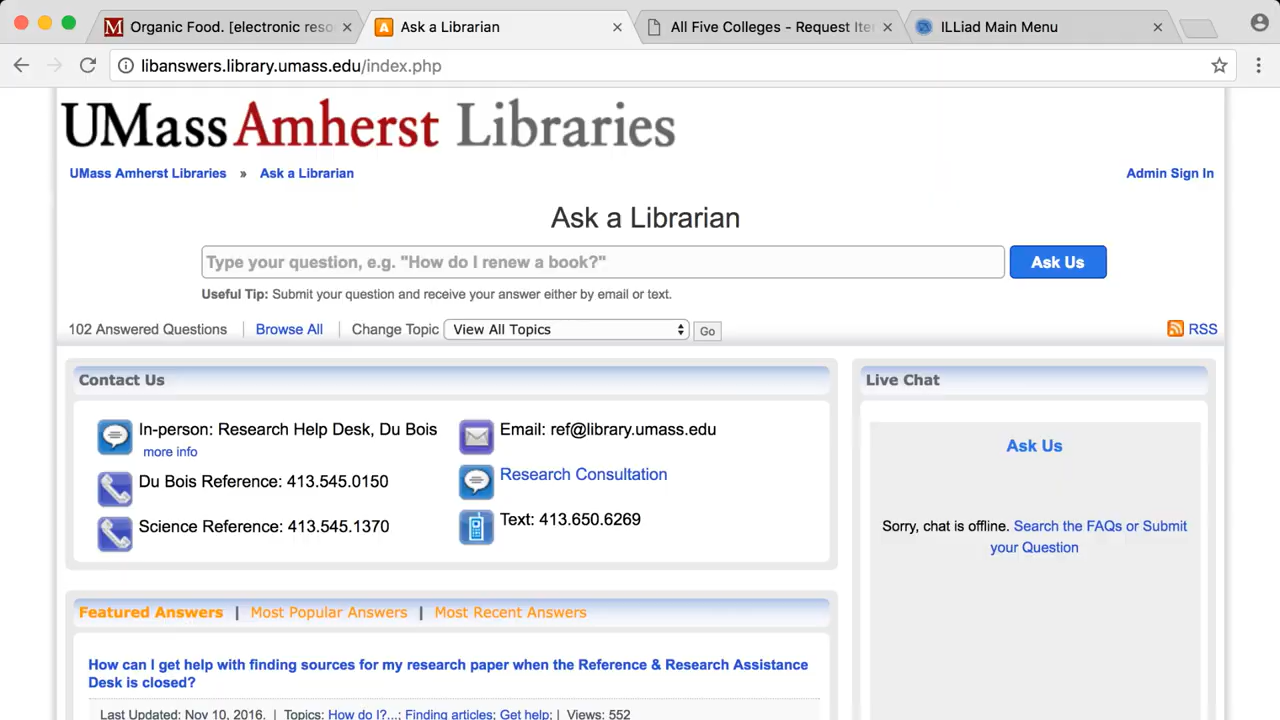 Organic Food. [electronic reso
Ask a Librarian
All Five Colleges - Request Iter
ILLiad Main Menu
libanswers.library.umass.edu/index.php
UMass Amherst Libraries
UMass Amherst Libraries » Ask a Librarian
Admin Sign In
Ask a Librarian
Type your question, e.g. "How do I renew a book?"
Ask Us
Useful Tip: Submit your question and receive your answer either by email or text.
102 Answered Questions | Browse All | Change Topic View All Topics Go
RSS
Contact Us
In-person: Research Help Desk, Du Bois
more info
Du Bois Reference: 413.545.0150
Science Reference: 413.545.1370
Email: ref@library.umass.edu
Research Consultation
Text: 413.650.6269
Live Chat
Ask Us
Sorry, chat is offline. Search the FAQs or Submit
your Question
Featured Answers | Most Popular Answers | Most Recent Answers
How can I get help with finding sources for my research paper when the Reference & Research Assistance
Desk is closed?
Last Updated: Nov 10, 2016. | Topics: How do I?...; Finding articles; Get help; | Views: 552